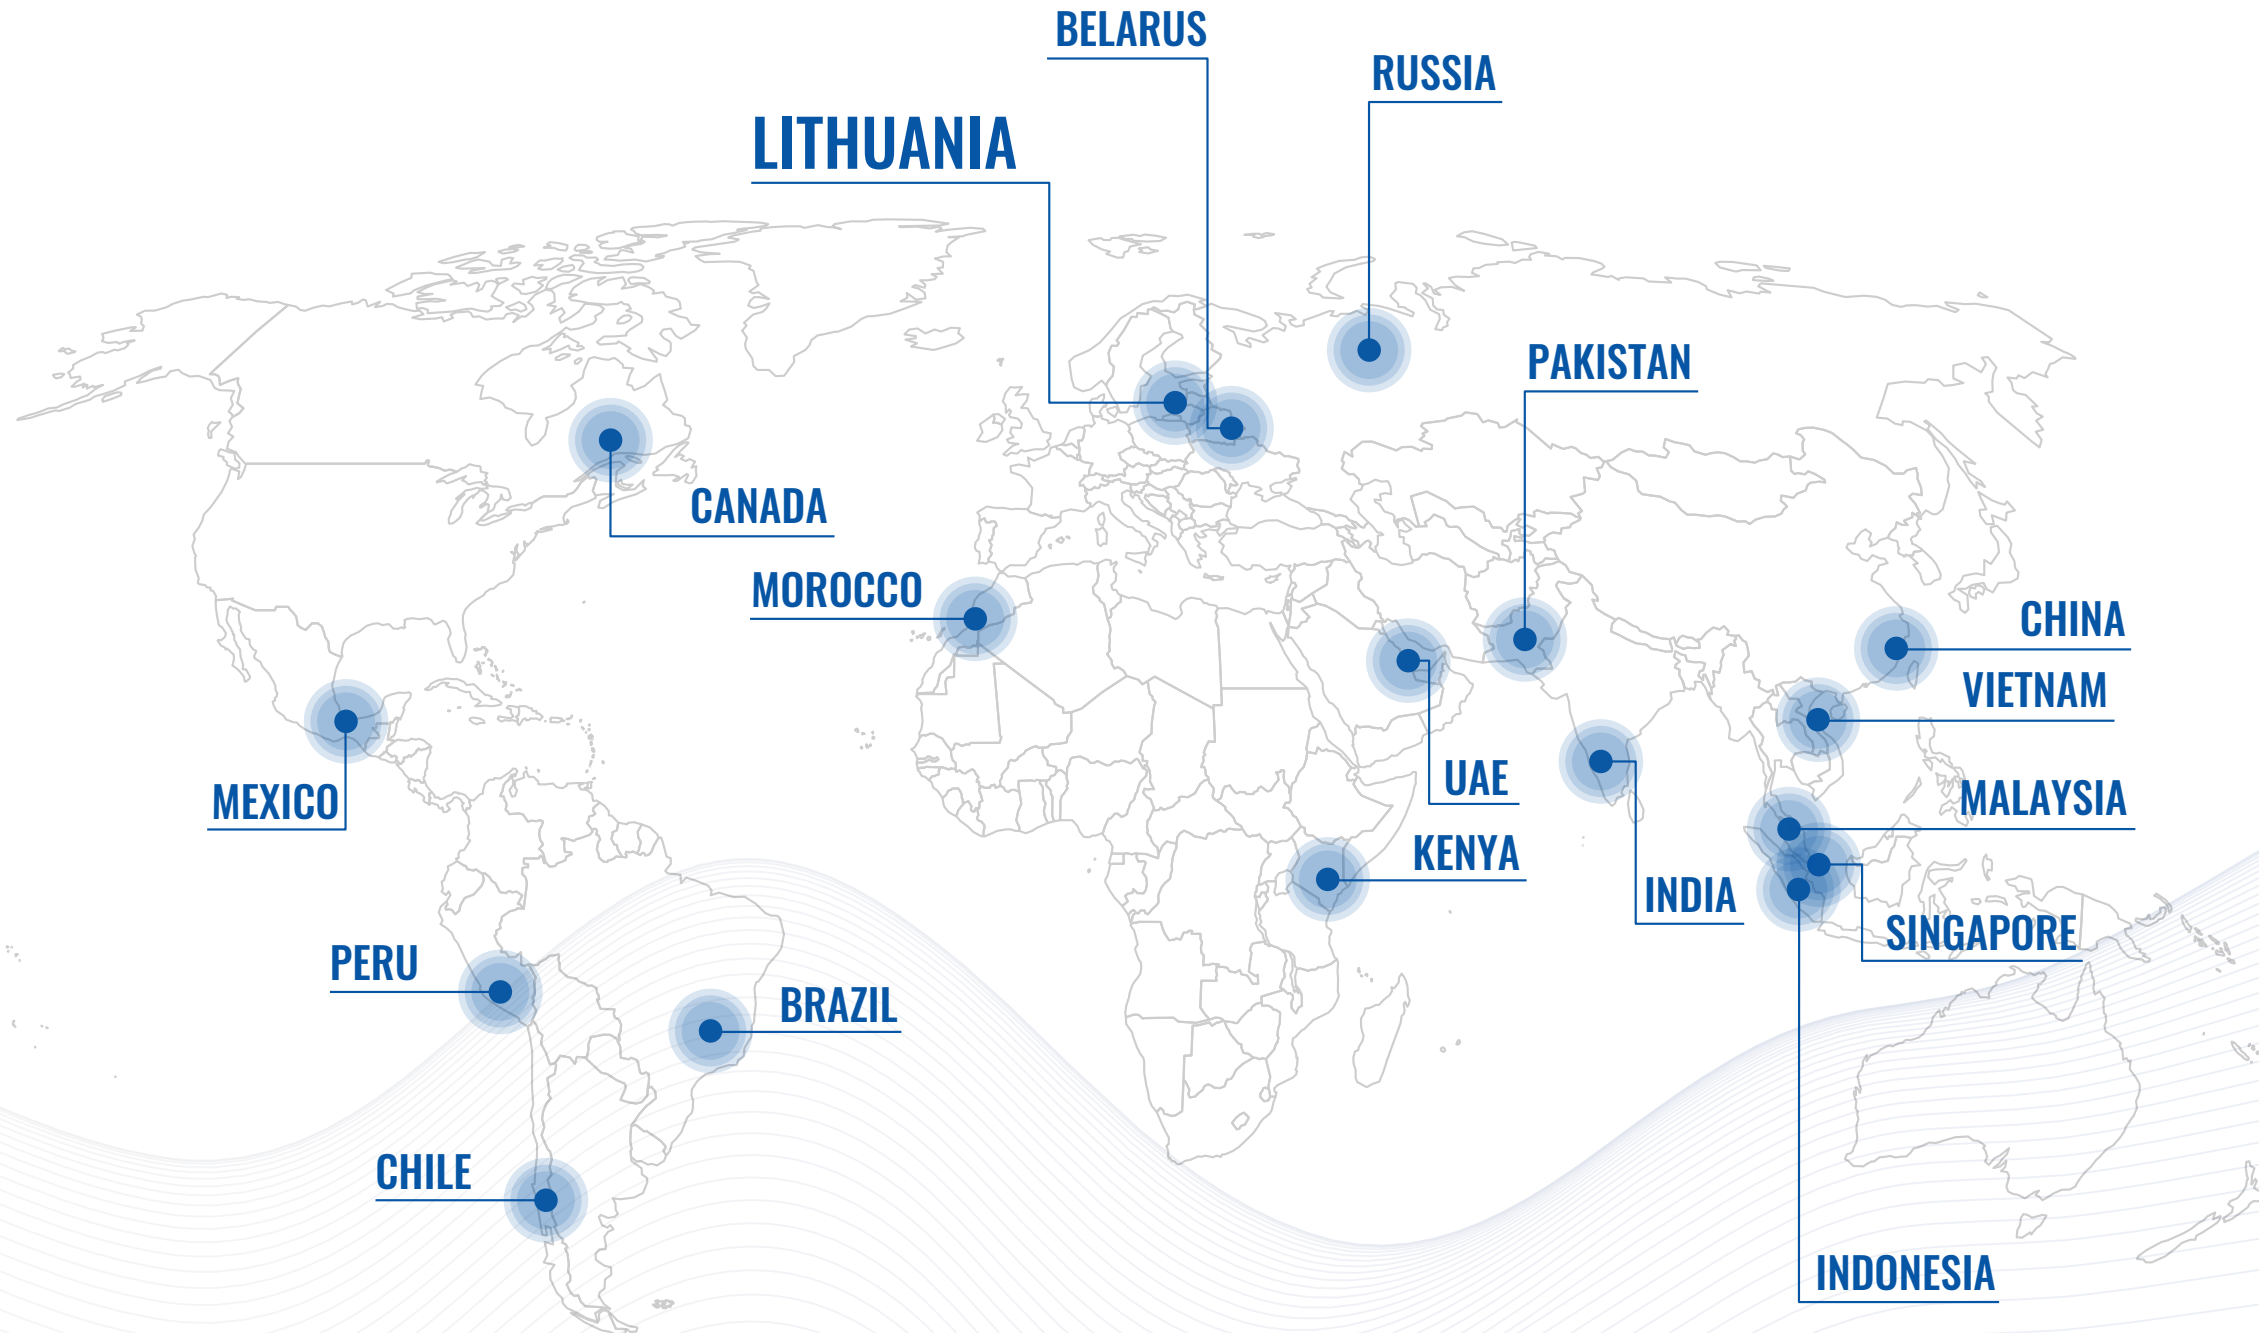 BELARUS
RUSSIA
LITHUANIA
PAKISTAN
CANADA
MOROCCO
CHINA
VIETNAM
UAE
MEXICO
MALAYSIA
KENYA
INDIA
SINGAPORE
PERU
BRAZIL
CHILE
INDONESIA